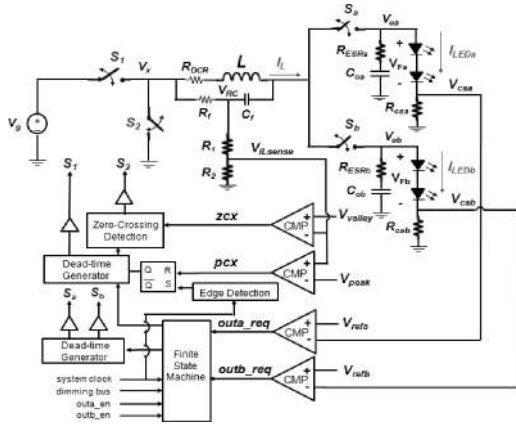 S1
Vx
RDCR
L
IL
Sa
Voa
RESRa
Coa
+
VFa
-
ILEDa
Vcsa
Rcsa
Vg
S2
VRC
Rf
Cf
R1
R2
VILsense
Sb
Vob
RESRb
Cob
+
VFb
-
ILEDb
Vcsb
Rcsb
S1
S2
Zero-Crossing
Detection
zcx
CMP
+
-
Vvalley
Dead-time
Generator
Q R
Q S
pcx
CMP
+
-
Vpeak
Edge Detection
Sa
Sb
Dead-time
Generator
Finite
State
Machine
outa_req
CMP
+
-
Vrefa
outb_req
CMP
+
-
Vrefb
system clock
dimming bus
outa_en
outb_en